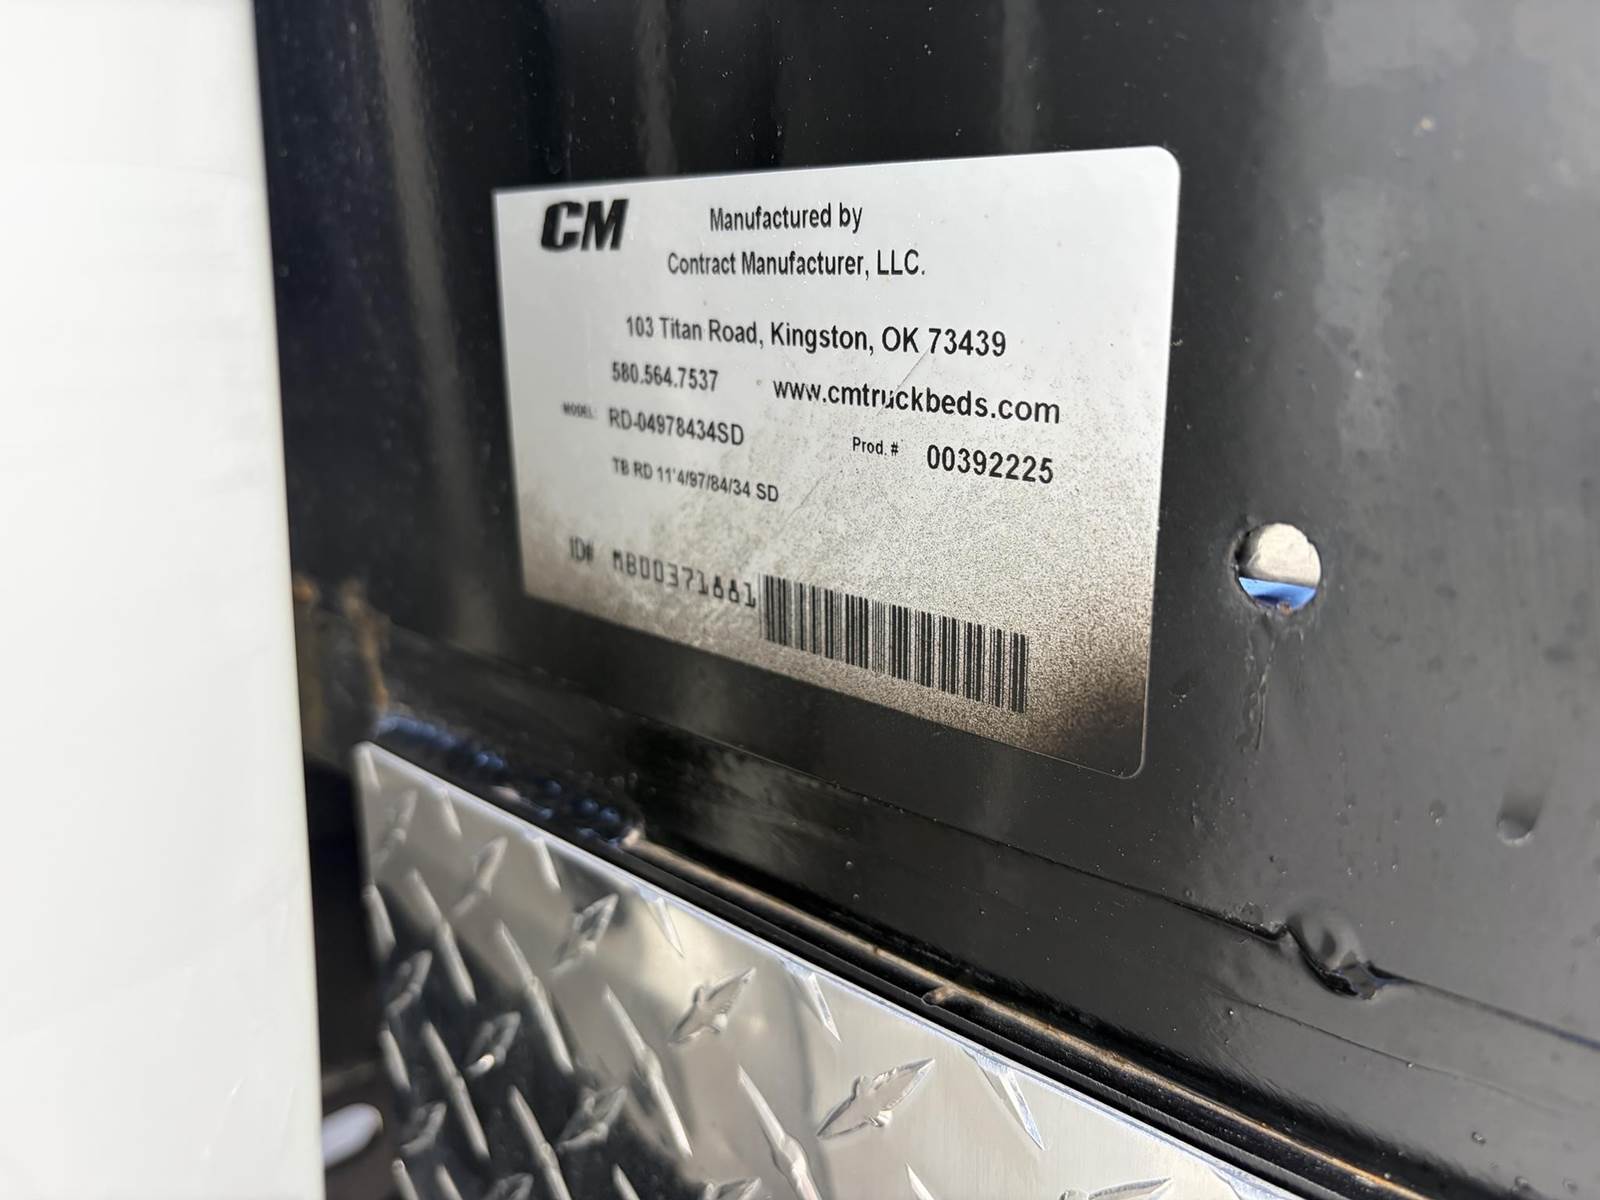 CM
Manufactured by
Contract Manufacturer, LLC.
103 Titan Road, Kingston, OK 73439
580.564.7537 www.cmtruckbeds.com
MODEL: RD-04978434SD Prod. # 00392225
TB RD 11'4/97/84/34 SD
ID#